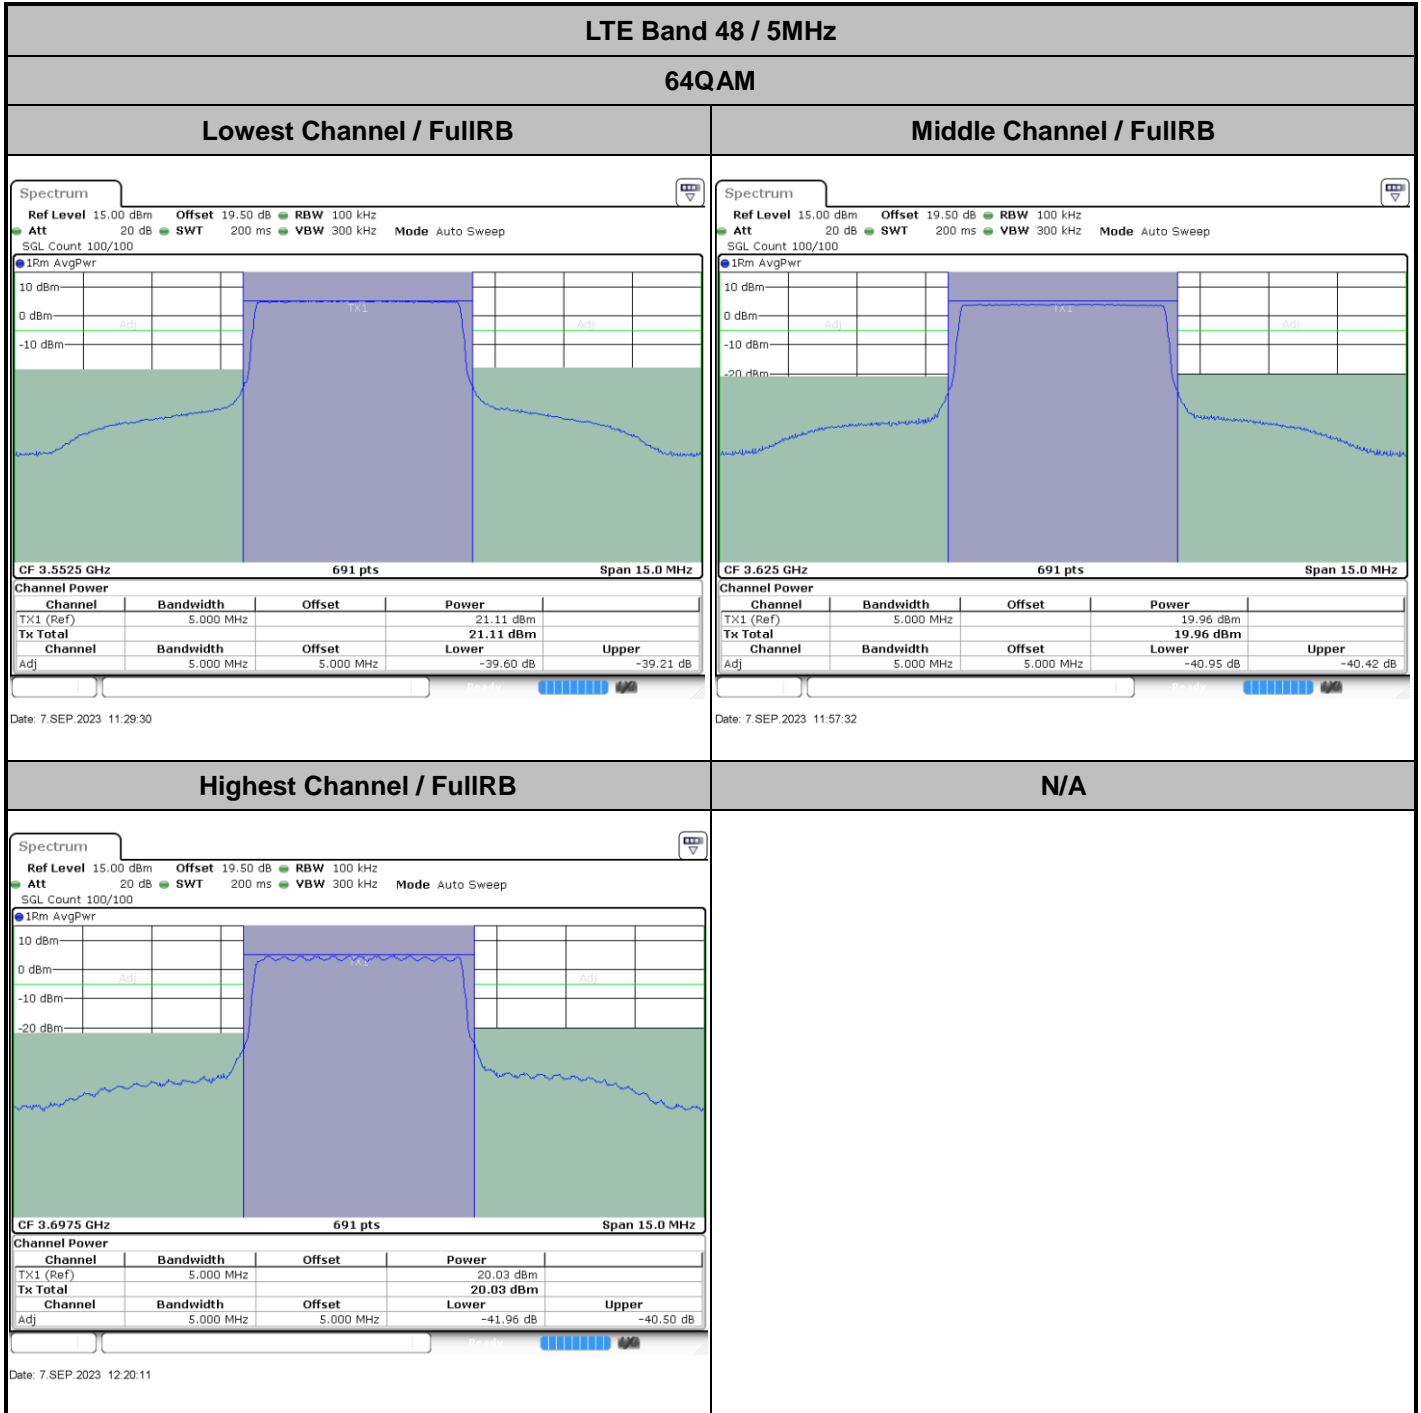 LTE Band 48 / 5MHz
64QAM
Lowest Channel / FullRB
Middle Channel / FullRB
Spectrum
Ref Level 15.00 dBm Offset 19.50 dB RBW 100 kHz
Att 20 dB SWT 200 ms VBW 300 kHz Mode Auto Sweep
SGL Count 100/100
1Rm AvgPwr
10 dBm
0 dBm
-10 dBm
Adj
TX1
Adj
CF 3.5525 GHz 691 pts Span 15.0 MHz
Channel Power
Channel Bandwidth Offset Power
TX1 (Ref) 5.000 MHz 21.11 dBm
Tx Total 21.11 dBm
Channel Bandwidth Offset Lower Upper
Adj 5.000 MHz 5.000 MHz -39.60 dB -39.21 dB
Ready
Date: 7.SEP.2023 11:29:30
Spectrum
Ref Level 15.00 dBm Offset 19.50 dB RBW 100 kHz
Att 20 dB SWT 200 ms VBW 300 kHz Mode Auto Sweep
SGL Count 100/100
1Rm AvgPwr
10 dBm
0 dBm
-10 dBm
-20 dBm
Adj
TX1
Adj
CF 3.625 GHz 691 pts Span 15.0 MHz
Channel Power
Channel Bandwidth Offset Power
TX1 (Ref) 5.000 MHz 19.96 dBm
Tx Total 19.96 dBm
Channel Bandwidth Offset Lower Upper
Adj 5.000 MHz 5.000 MHz -40.95 dB -40.42 dB
Ready
Date: 7.SEP.2023 11:57:32
Highest Channel / FullRB
N/A
Spectrum
Ref Level 15.00 dBm Offset 19.50 dB RBW 100 kHz
Att 20 dB SWT 200 ms VBW 300 kHz Mode Auto Sweep
SGL Count 100/100
1Rm AvgPwr
10 dBm
0 dBm
-10 dBm
-20 dBm
Adj
TX1
Adj
CF 3.6975 GHz 691 pts Span 15.0 MHz
Channel Power
Channel Bandwidth Offset Power
TX1 (Ref) 5.000 MHz 20.03 dBm
Tx Total 20.03 dBm
Channel Bandwidth Offset Lower Upper
Adj 5.000 MHz 5.000 MHz -41.96 dB -40.50 dB
Ready
Date: 7.SEP.2023 12:20:11